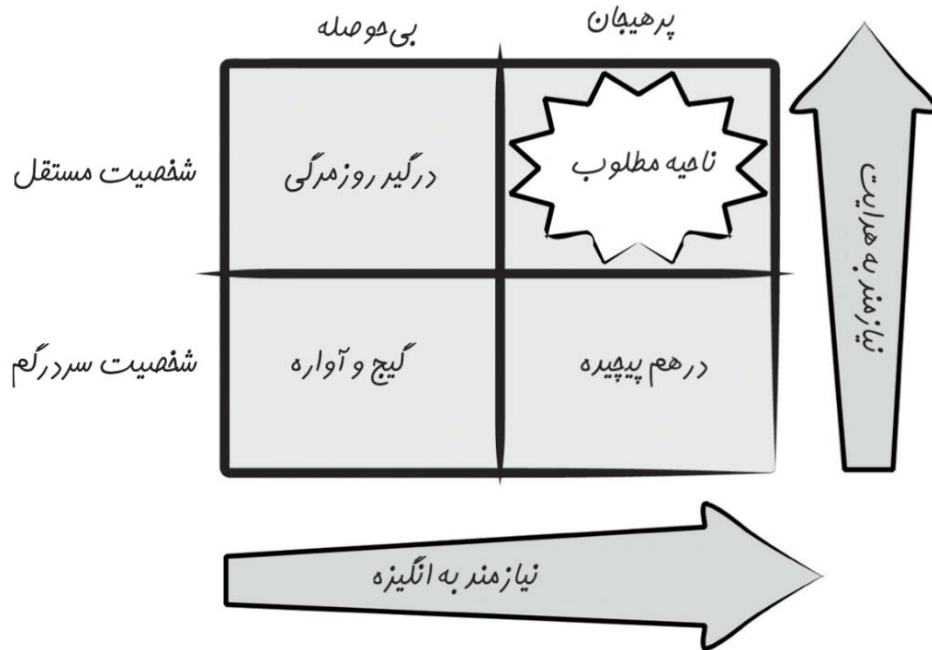 پرهیجان
بی‌حوصله
شخصیت مستقل
درگیر روزمرگی
ناحیه مطلوب
نیازمند به هدایت
شخصیت سردرگم
گیج و آواره
درهم پیچیده
نیازمند به انگیزه